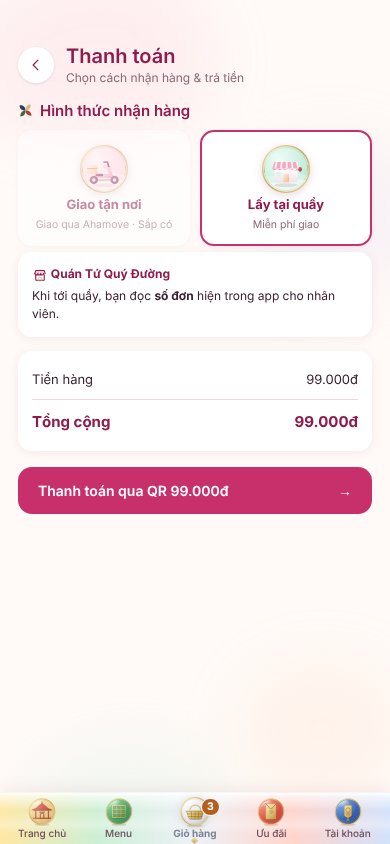 Thanh toán
Chọn cách nhận hàng & trả tiền
Hình thức nhận hàng
Giao tận nơi
Giao qua Ahamove · Sắp có
Lấy tại quầy
Miễn phí giao
Quán Tứ Quý Đường
Khi tới quầy, bạn đọc số đơn hiện trong app cho nhân
viên.
Tiền hàng 99.000đ
Tổng cộng 99.000đ
Thanh toán qua QR 99.000đ →
3
Trang chủ Menu Giỏ hàng Ưu đãi Tài khoản